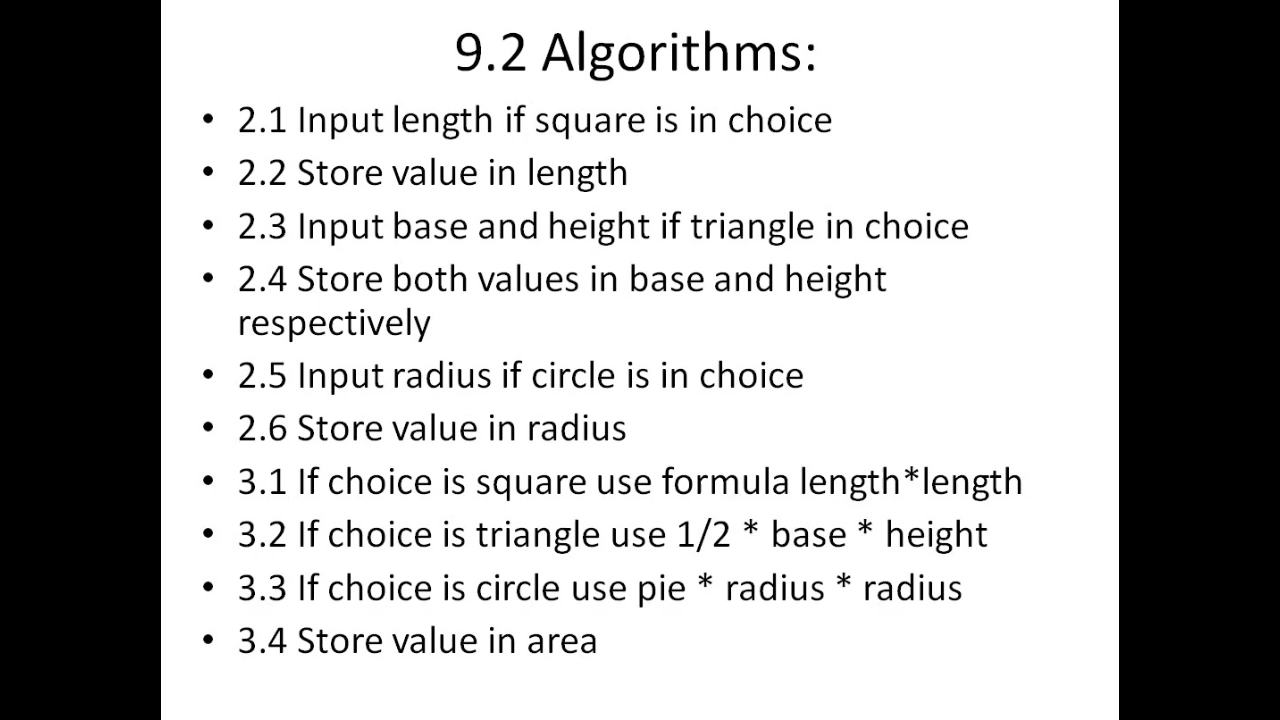 9.2 Algorithms:
• 2.1 Input length if square is in choice
• 2.2 Store value in length
• 2.3 Input base and height if triangle in choice
• 2.4 Store both values in base and height
respectively
• 2.5 Input radius if circle is in choice
• 2.6 Store value in radius
• 3.1 If choice is square use formula length*length
• 3.2 If choice is triangle use 1/2 * base * height
• 3.3 If choice is circle use pie * radius * radius
• 3.4 Store value in area